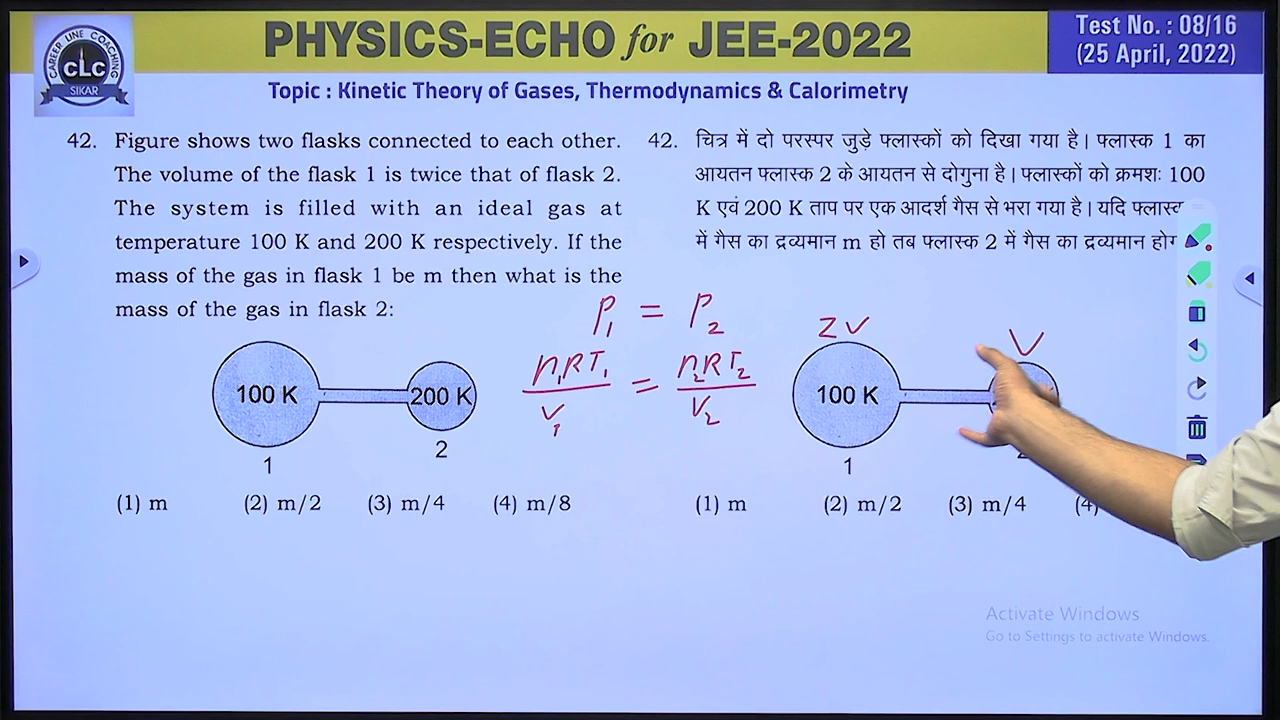 CAREER LINE COACHING
CLC
SIKAR
PHYSICS-ECHO for JEE-2022
Test No. : 08/16
(25 April, 2022)
Topic : Kinetic Theory of Gases, Thermodynamics & Calorimetry
42. Figure shows two flasks connected to each other.
The volume of the flask 1 is twice that of flask 2.
The system is filled with an ideal gas at
temperature 100 K and 200 K respectively. If the
mass of the gas in flask 1 be m then what is the
mass of the gas in flask 2:
100 K
200 K
1
2
(1) m (2) m/2 (3) m/4 (4) m/8
P₁ = P₂
n₁RT₁/V₁ = n₂RT₂/V₂
42. चित्र में दो परस्पर जुड़े फ्लास्कों को दिखा गया है। फ्लास्क 1 का
आयतन फ्लास्क 2 के आयतन से दोगुना है। फ्लास्कों को क्रमशः 100
K एवं 200 K ताप पर एक आदर्श गैस से भरा गया है। यदि फ्लास्क
में गैस का द्रव्यमान m हो तब फ्लास्क 2 में गैस का द्रव्यमान
2V
V
100 K
1
(1) m (2) m/2 (3) m/4 (4)
Activate Windows
Go to Settings to activate Windows.